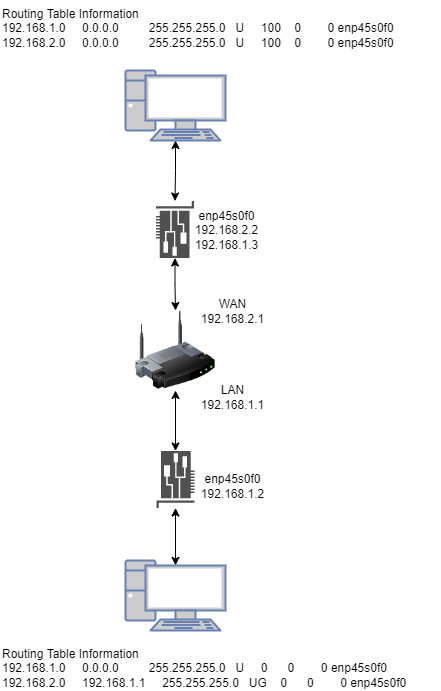 Routing Table Information
192.168.1.0 0.0.0.0 255.255.255.0 U 100 0 0 enp45s0f0
192.168.2.0 0.0.0.0 255.255.255.0 U 100 0 0 enp45s0f0
enp45s0f0
192.168.2.2
192.168.1.3
WAN
192.168.2.1
LAN
192.168.1.1
enp45s0f0
192.168.1.2
Routing Table Information
192.168.1.0 0.0.0.0 255.255.255.0 U 0 0 0 enp45s0f0
192.168.2.0 192.168.1.1 255.255.255.0 UG 0 0 0 enp45s0f0